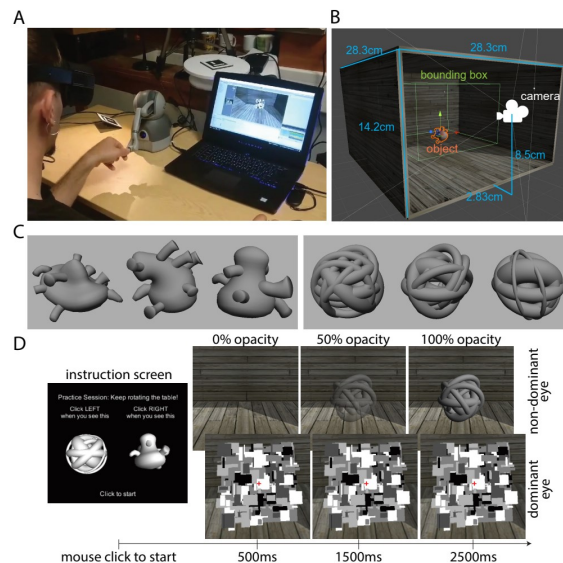 A
B
28.3cm
28.3cm
bounding box
camera
14.2cm
object
8.5cm
2.83cm
C
D
0% opacity
50% opacity
100% opacity
instruction screen
Practice Session: Keep rotating the table!
Click LEFT
when you see this
Click RIGHT
when you see this
Click to start
non-dominant
eye
dominant
eye
mouse click to start
500ms
1500ms
2500ms